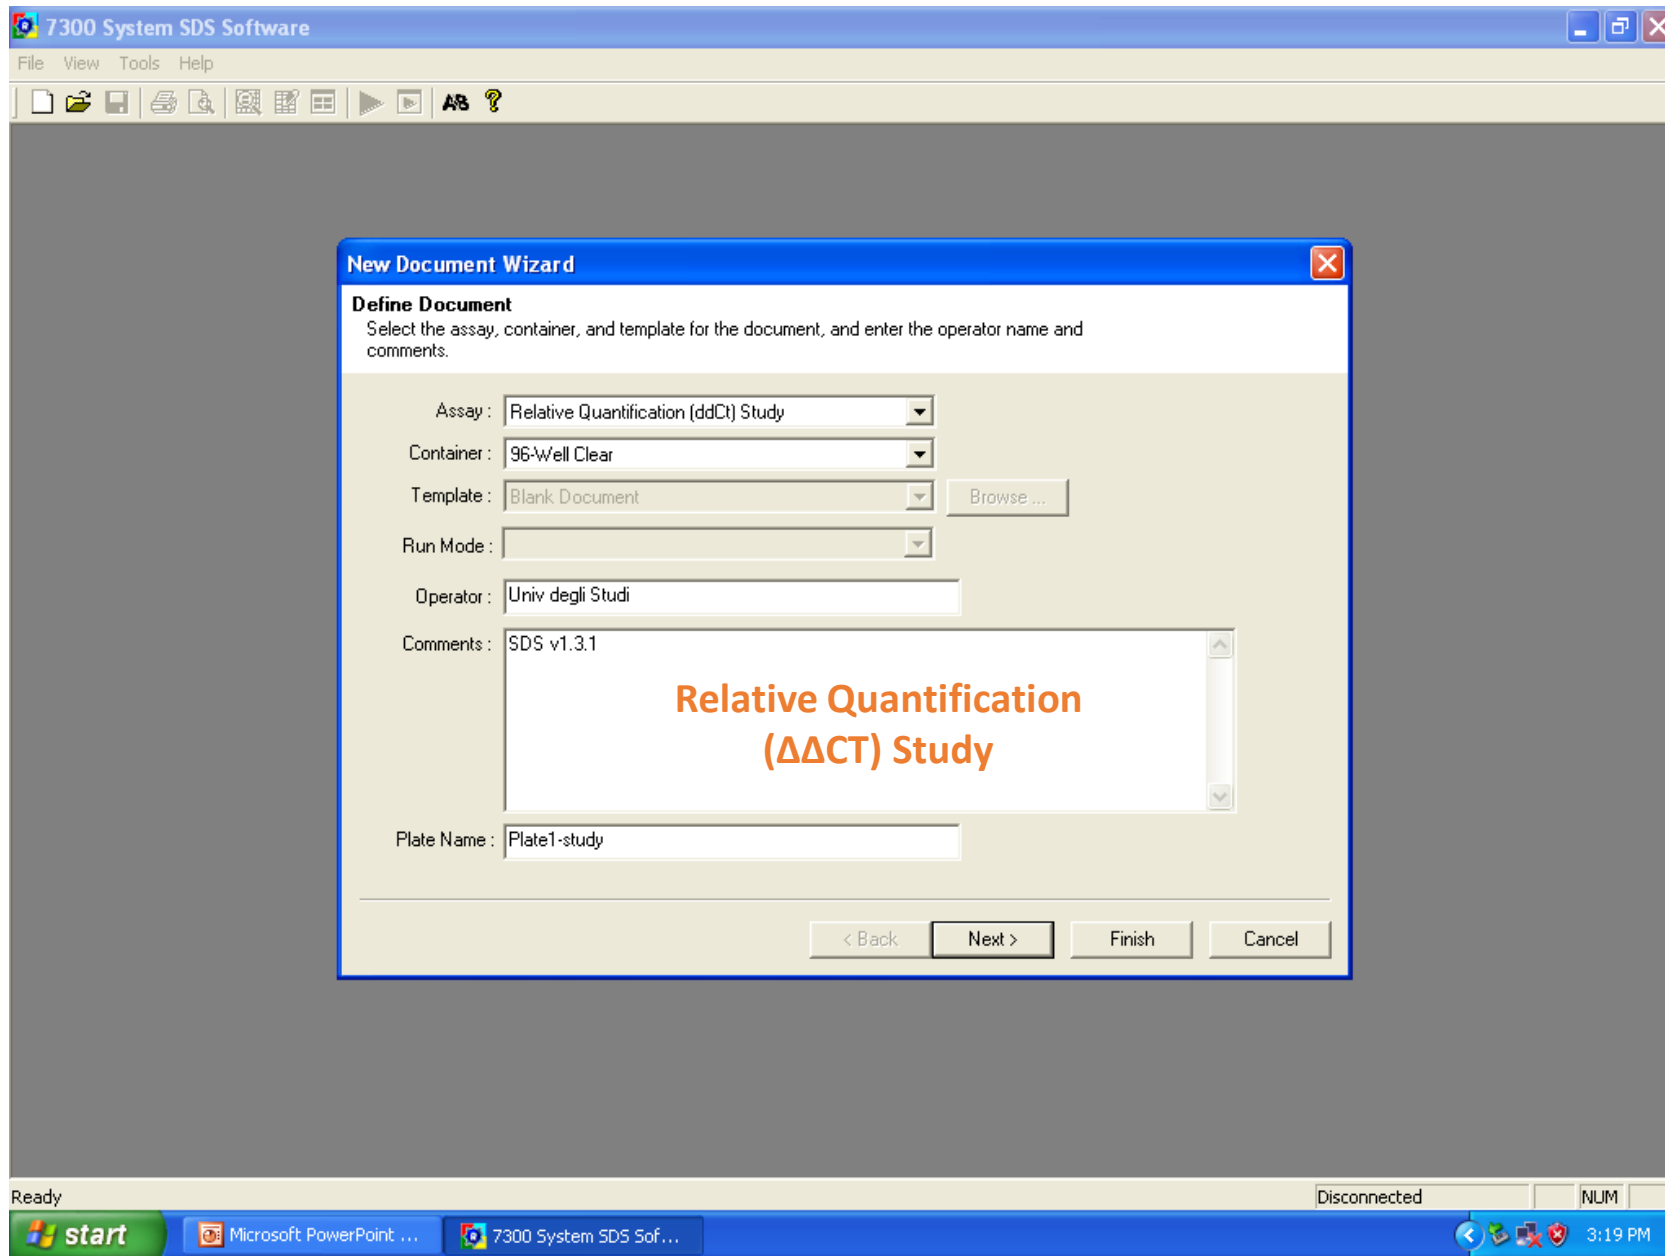 7300 System SDS Software
File View Tools Help
New Document Wizard
Define Document
Select the assay, container, and template for the document, and enter the operator name and
comments.
Assay : Relative Quantification (ddCt) Study
Container : 96-Well Clear
Template : Blank Document Browse ...
Run Mode :
Operator : Univ degli Studi
Comments : SDS v1.3.1
Relative Quantification
(ΔΔCT) Study
Plate Name : Plate1-study
< Back Next > Finish Cancel
Ready Disconnected NUM
start Microsoft PowerPoint ... 7300 System SDS Sof... 3:19 PM